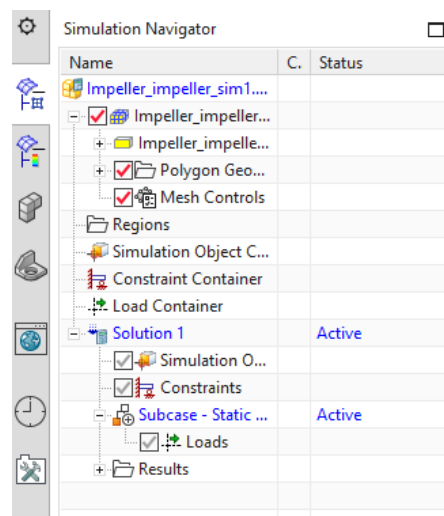 Simulation Navigator
Name C. Status
Impeller_impeller_sim1....
Impeller_impeller...
Impeller_impelle...
Polygon Geo...
Mesh Controls
Regions
Simulation Object C...
Constraint Container
Load Container
Solution 1 Active
Simulation O...
Constraints
Subcase - Static ... Active
Loads
Results